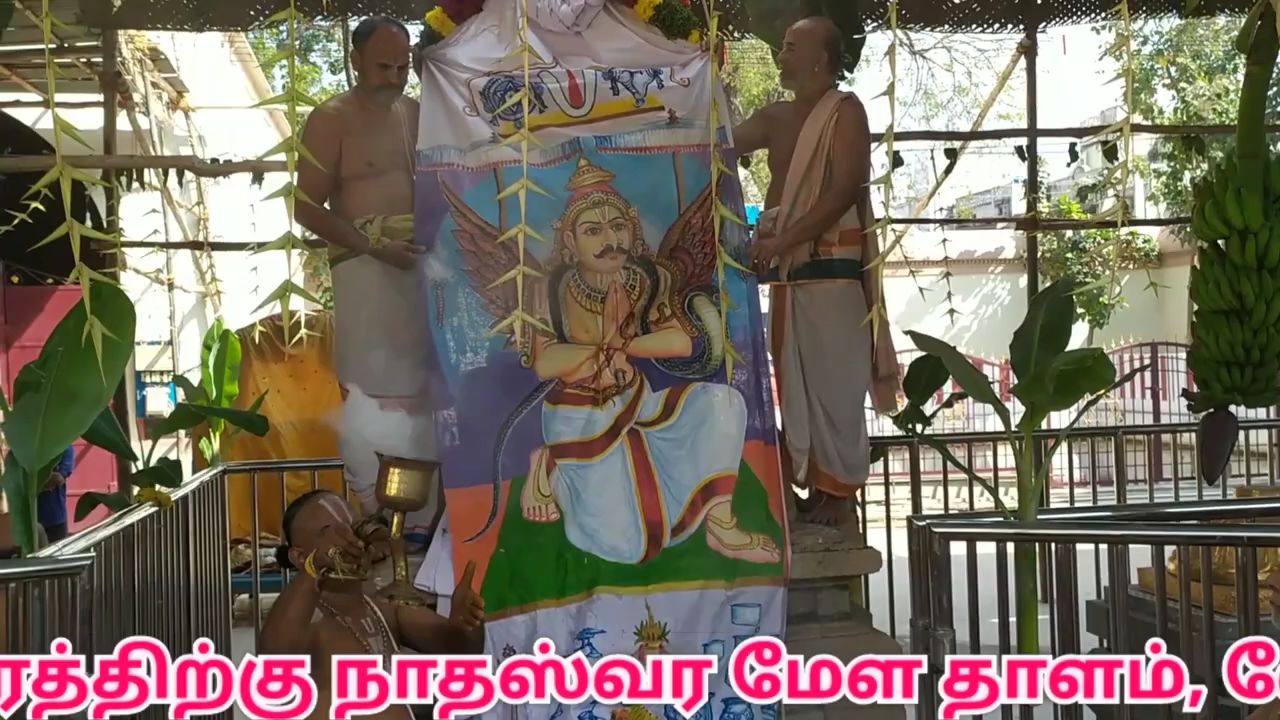 ரத்திற்கு நாதஸ்வர மேள தாளம்,